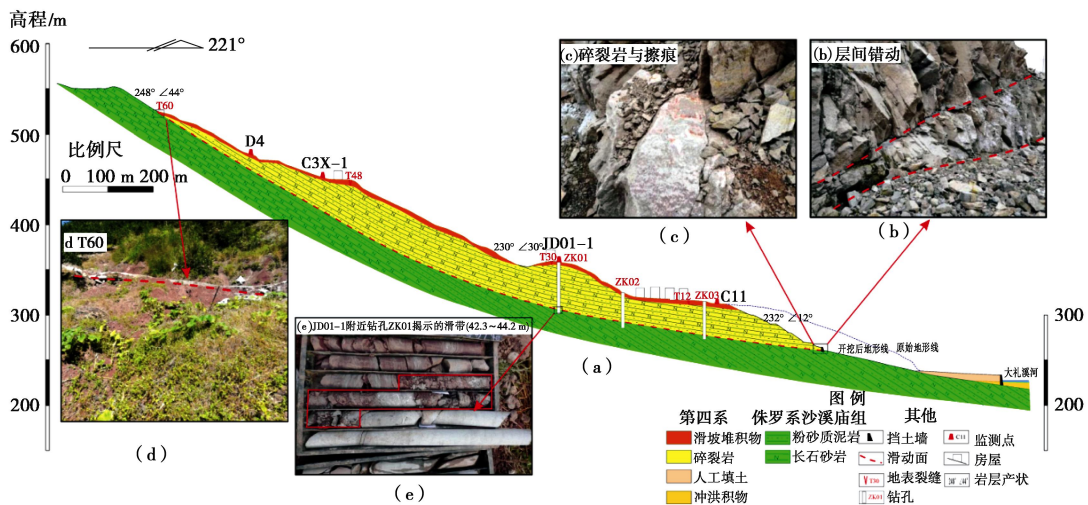 高程/m
600
500
400
300
200
221°
比例尺
0 100 m 200 m
248° ∠44°
T60
D4
C3X-1
T48
230° ∠30°
JD01-1
T30
ZK01
ZK02
T12
ZK03
C11
232° ∠12°
开挖后地形线
原始地形线
大礼溪河
300
200
(c)碎裂岩与擦痕
(c)
(b)层间错动
(b)
d T60
(d)
(e)JD01-1附近钻孔ZK01揭示的滑带(42.3~44.2 m)
(e)
(a)
图 例
第四系
滑坡堆积物
碎裂岩
人工填土
冲洪积物
侏罗系沙溪庙组
粉砂质泥岩
长石砂岩
其他
挡土墙
滑动面
T30
地表裂缝
ZK01
钻孔
C11
监测点
房屋
岩层产状